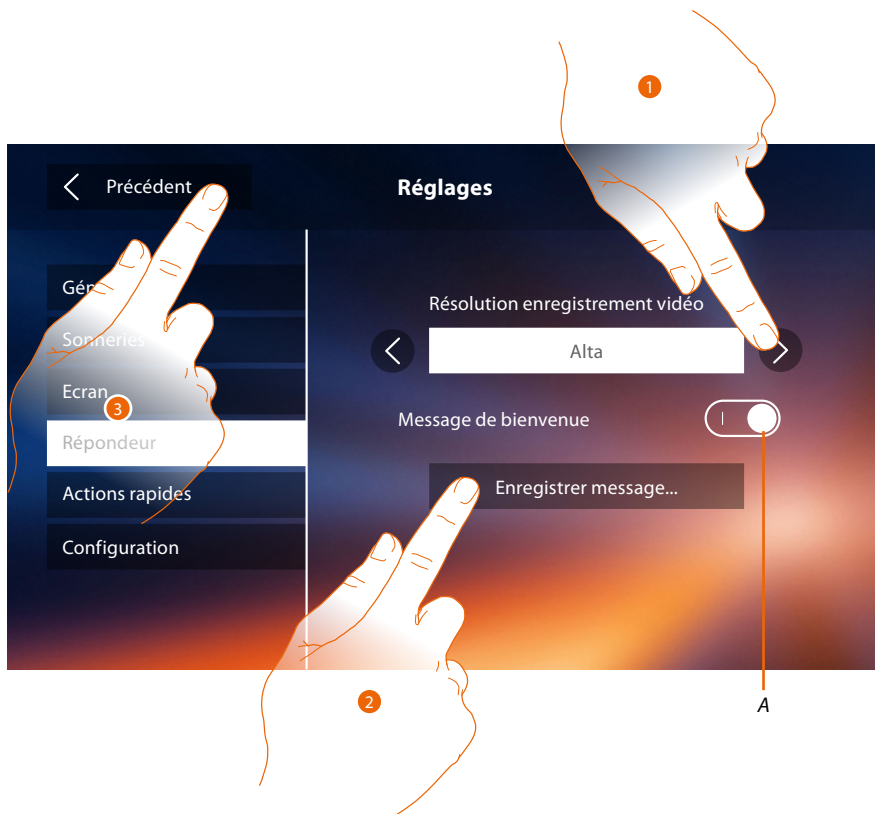 1
Précédent
Réglages
Gér
Sonneries
Ecran
3
Répondeur
Actions rapides
Configuration
Résolution enregistrement vidéo
Alta
Message de bienvenue
Enregistrer message...
2
A